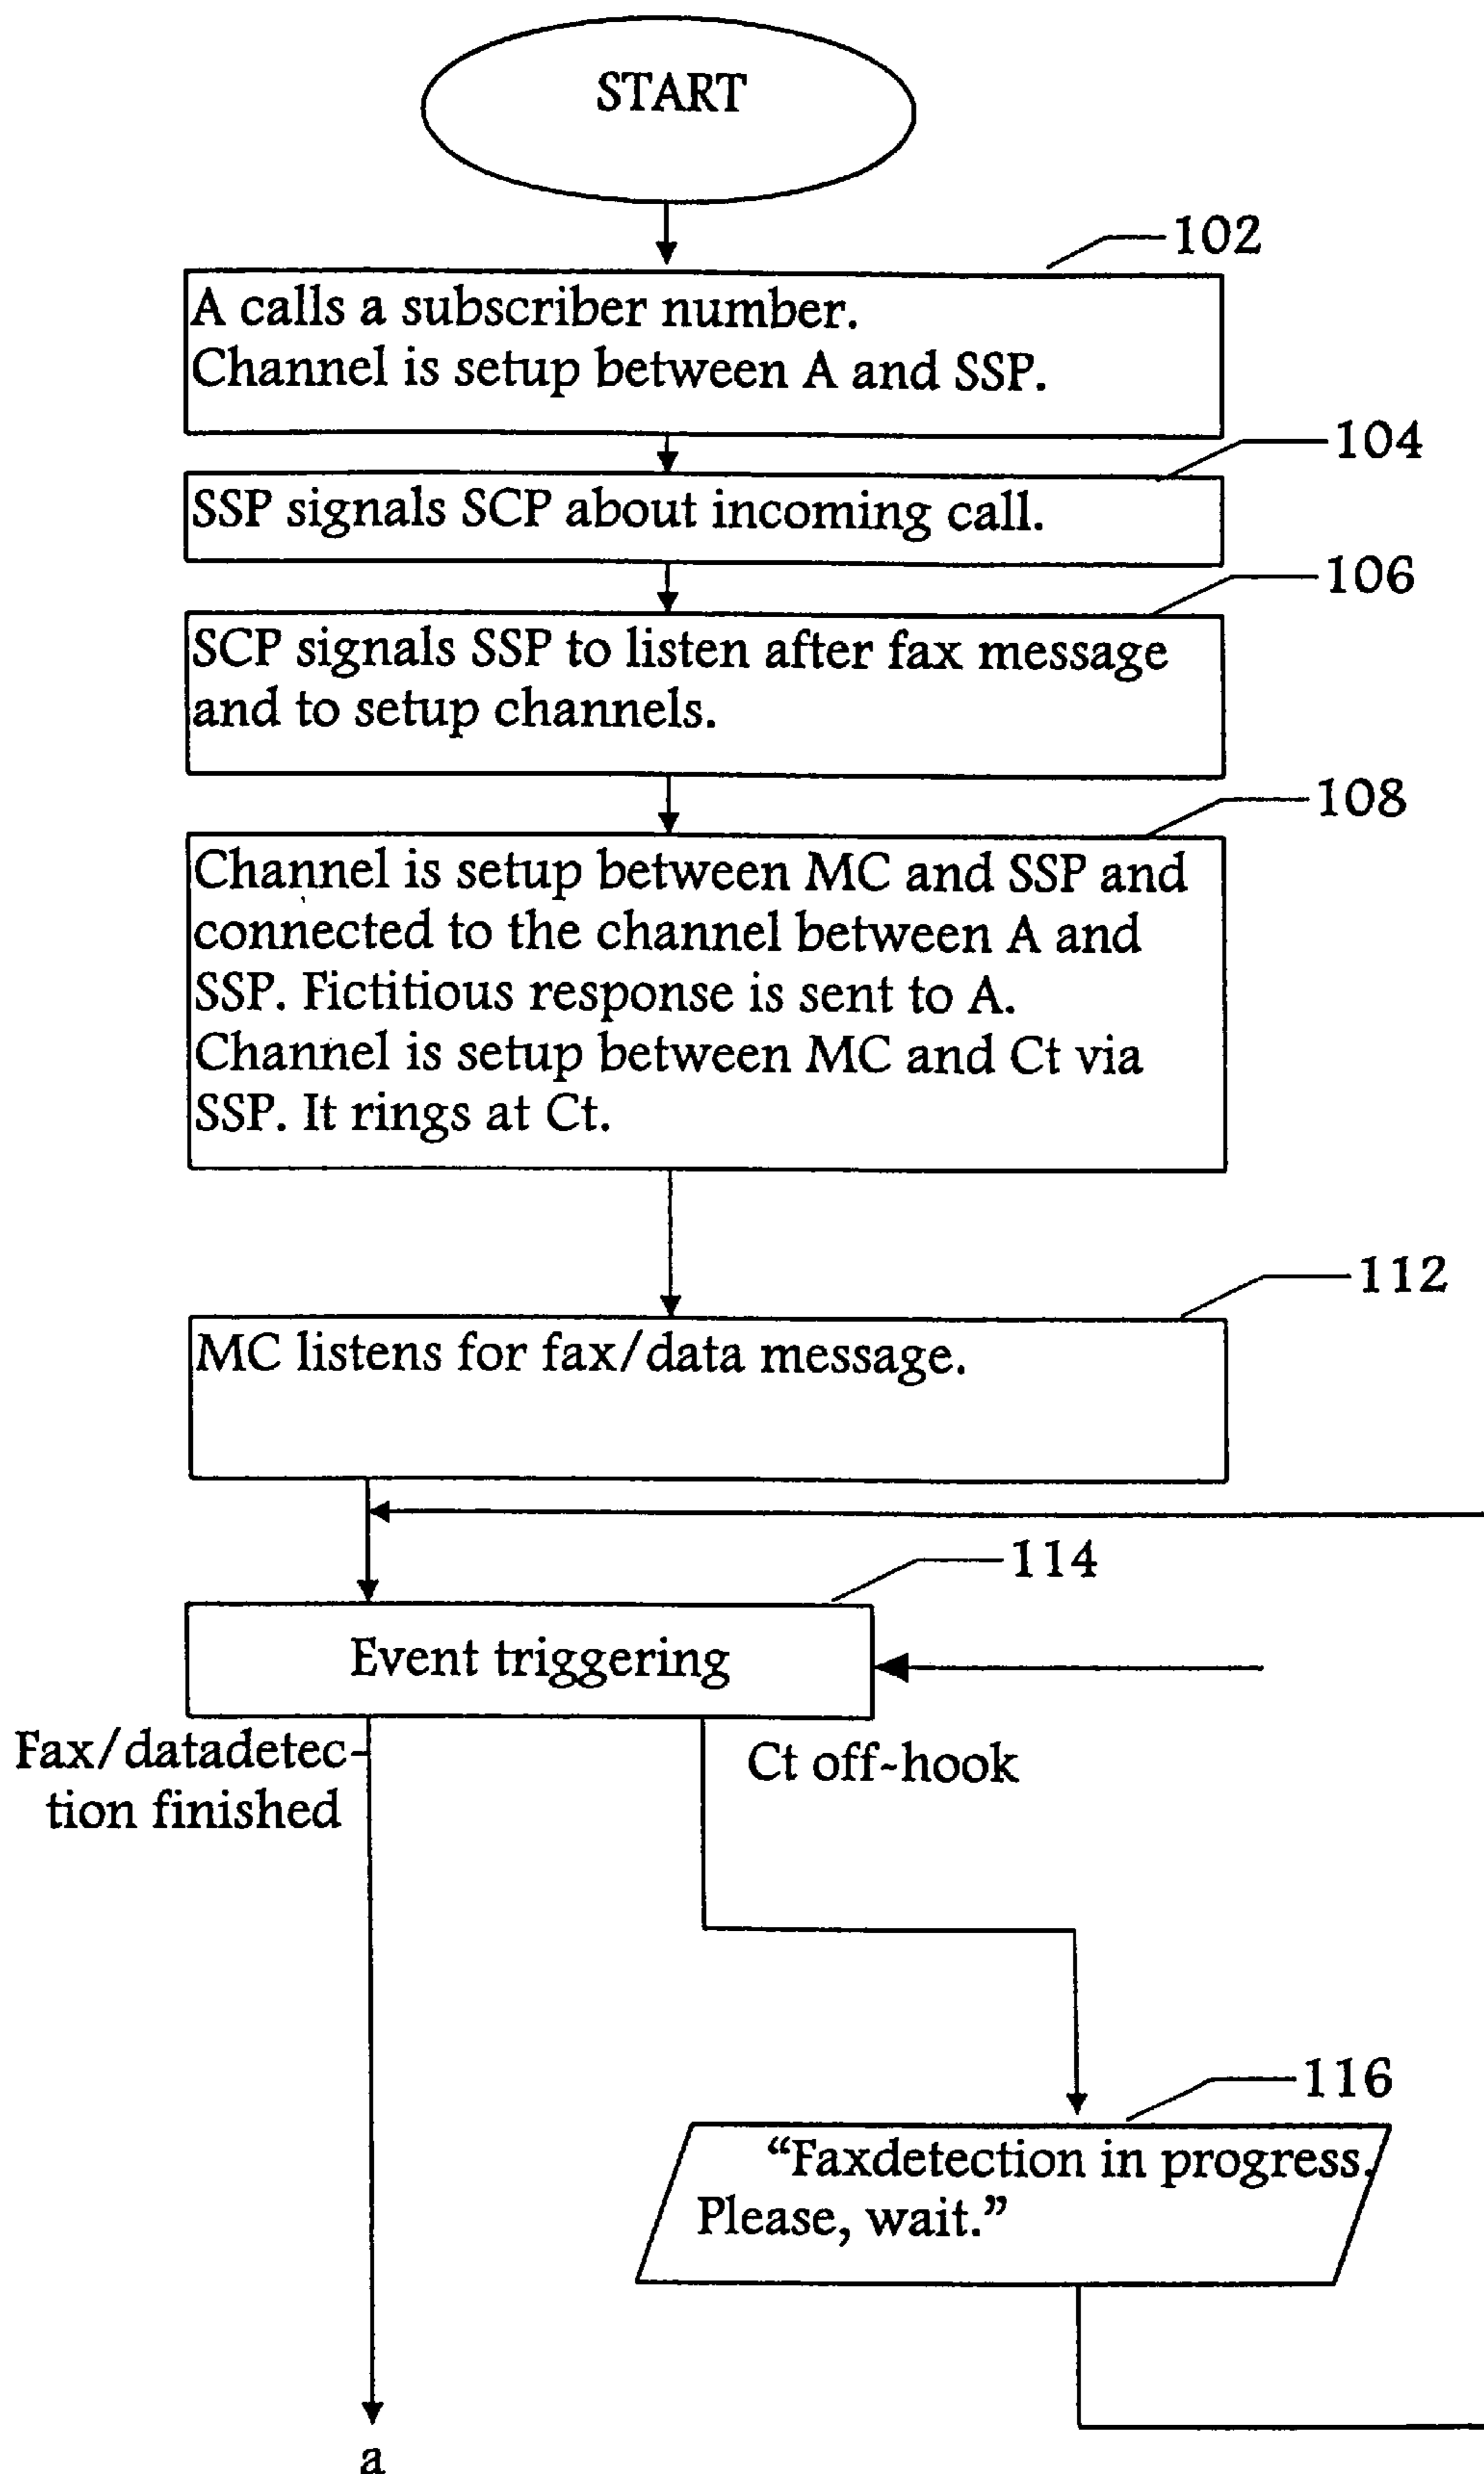 START
102
A calls a subscriber number.
Channel is setup between A and SSP.
104
SSP signals SCP about incoming call.
106
SCP signals SSP to listen after fax message
and to setup channels.
108
Channel is setup between MC and SSP and
connected to the channel between A and
SSP. Fictitious response is sent to A.
Channel is setup between MC and Ct via
SSP. It rings at Ct.
112
MC listens for fax/data message.
114
Event triggering
Fax/datadetec-
tion finished
Ct off-hook
116
“Faxdetection in progress.
Please, wait.”
a